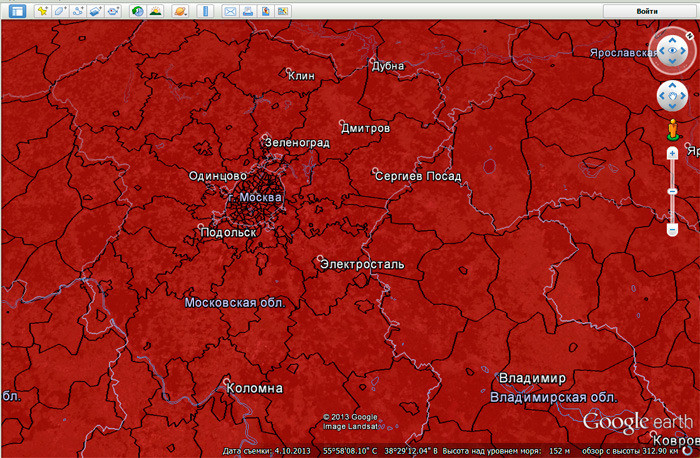 Войти
Ярославская
Дубна
Клин
Дмитров
Зеленоград
Сергиев Посад
Одинцово
г. Москва
Подольск
Электросталь
Московская обл.
Коломна
Владимир
Владимирская обл.
бл.
Яр
Ковров
© 2013 Google
Image Landsat
Google earth
Дата съемки: 4.10.2013 55°58'08.10" С 38°29'12.04" В Высота над уровнем моря: 152 м обзор с высоты 312.90 км